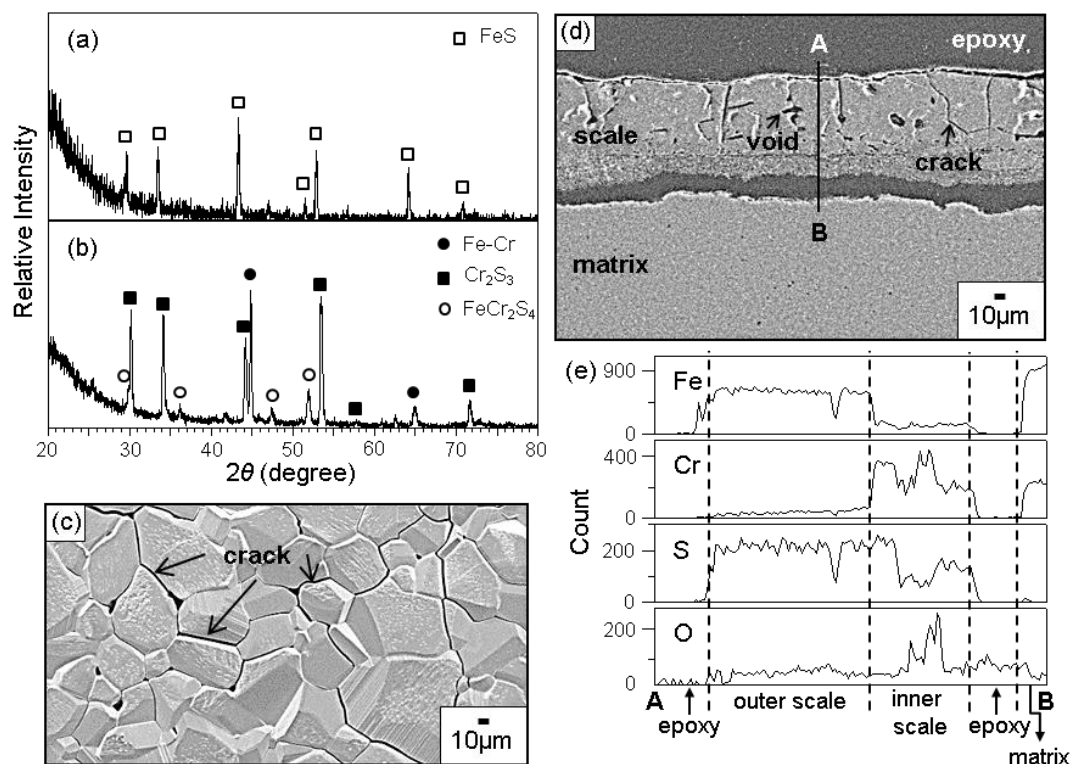 (a)
□ FeS
Relative Intensity
(b)
● Fe-Cr
■ Cr₂S₃
○ FeCr₂S₄
20 30 40 50 60 70 80
2θ (degree)
(c)
crack
10μm
(d)
A
epoxy
scale
void
crack
B
matrix
10μm
(e)
Count
900
Fe
0
400
Cr
0
200
S
0
200
O
0
A
epoxy
outer scale
inner
scale
epoxy
B
matrix